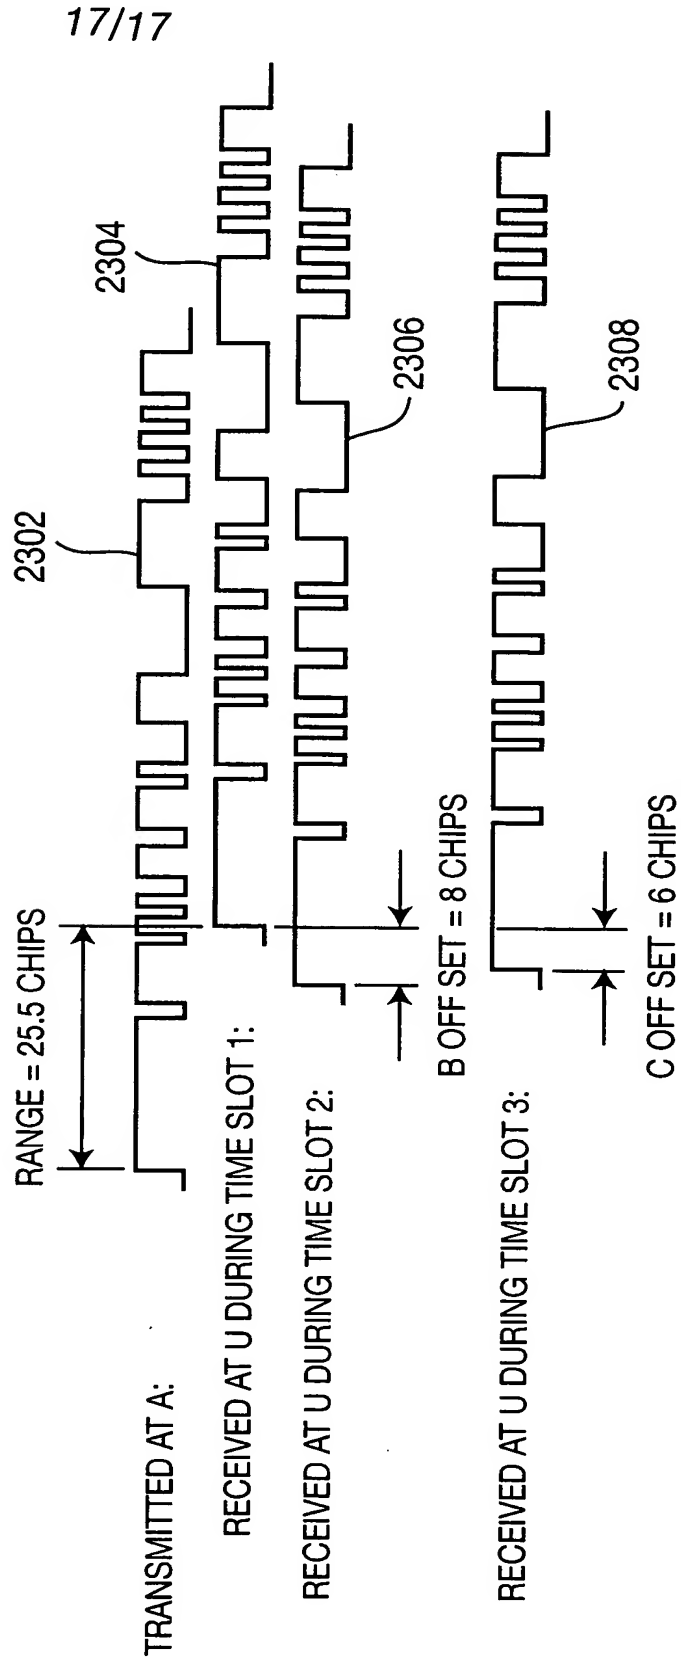 17/17
RANGE = 25.5 CHIPS
2302
TRANSMITTED AT A:
2304
RECEIVED AT U DURING TIME SLOT 1:
2306
RECEIVED AT U DURING TIME SLOT 2:
B OFF SET = 8 CHIPS
2308
RECEIVED AT U DURING TIME SLOT 3:
C OFF SET = 6 CHIPS